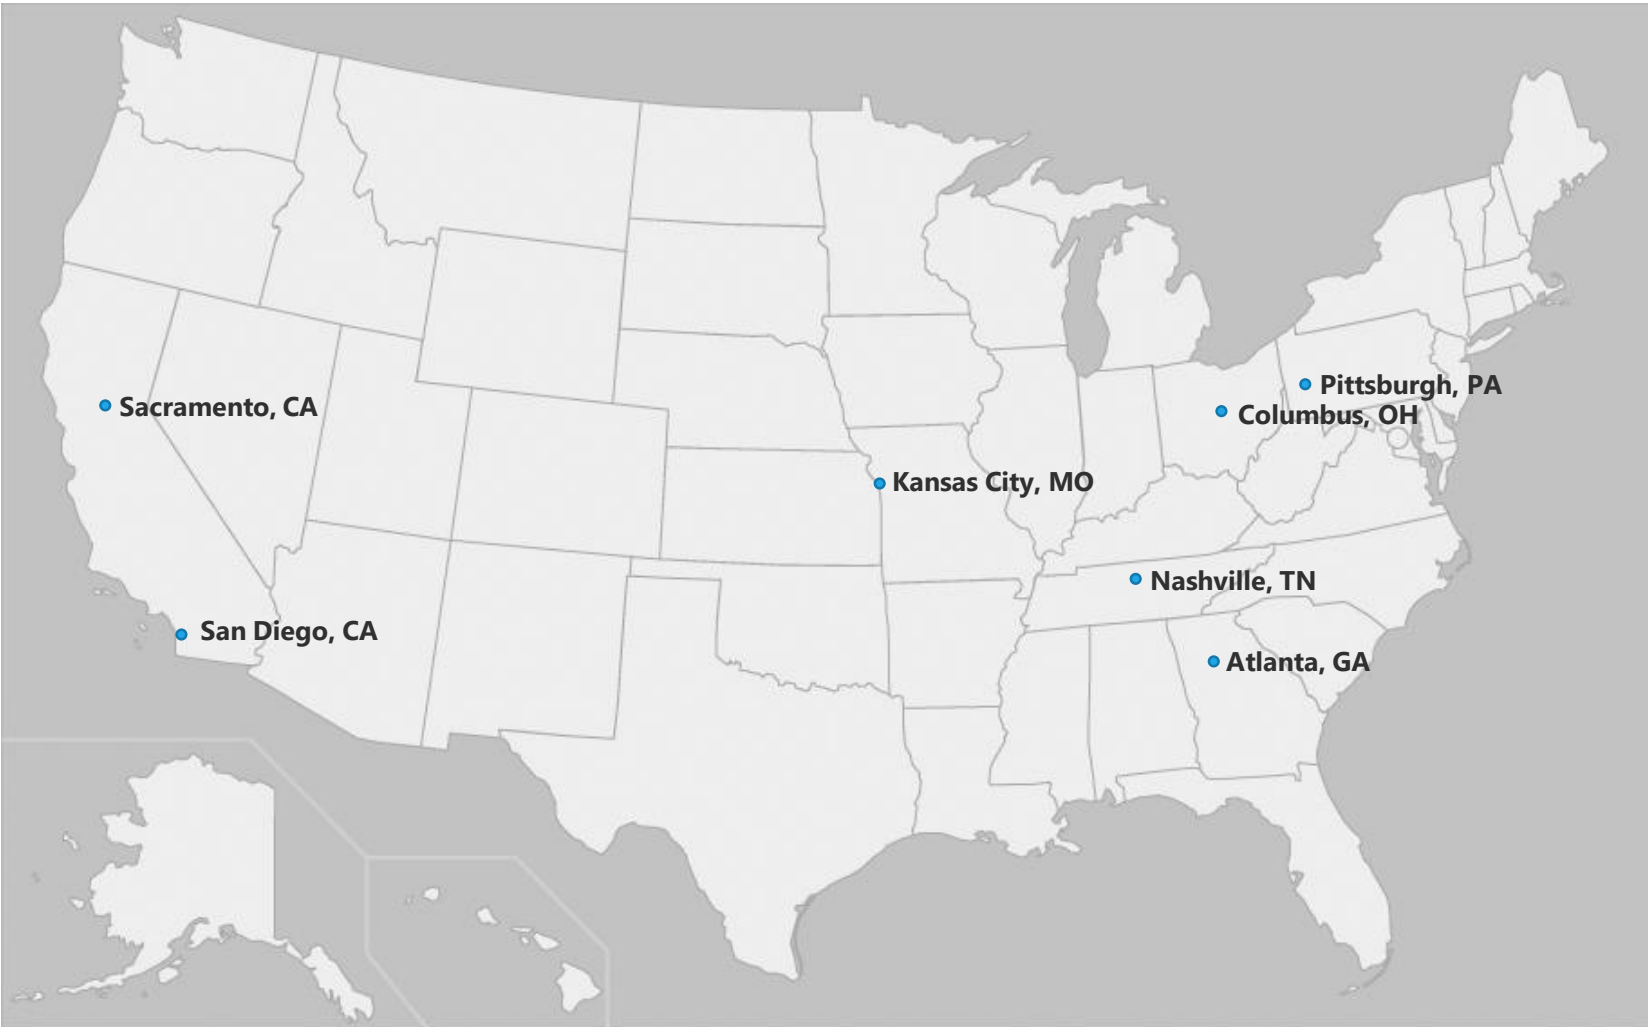 Pittsburgh, PA
Sacramento, CA
Columbus, OH
Kansas City, MO
Nashville, TN
San Diego, CA
Atlanta, GA